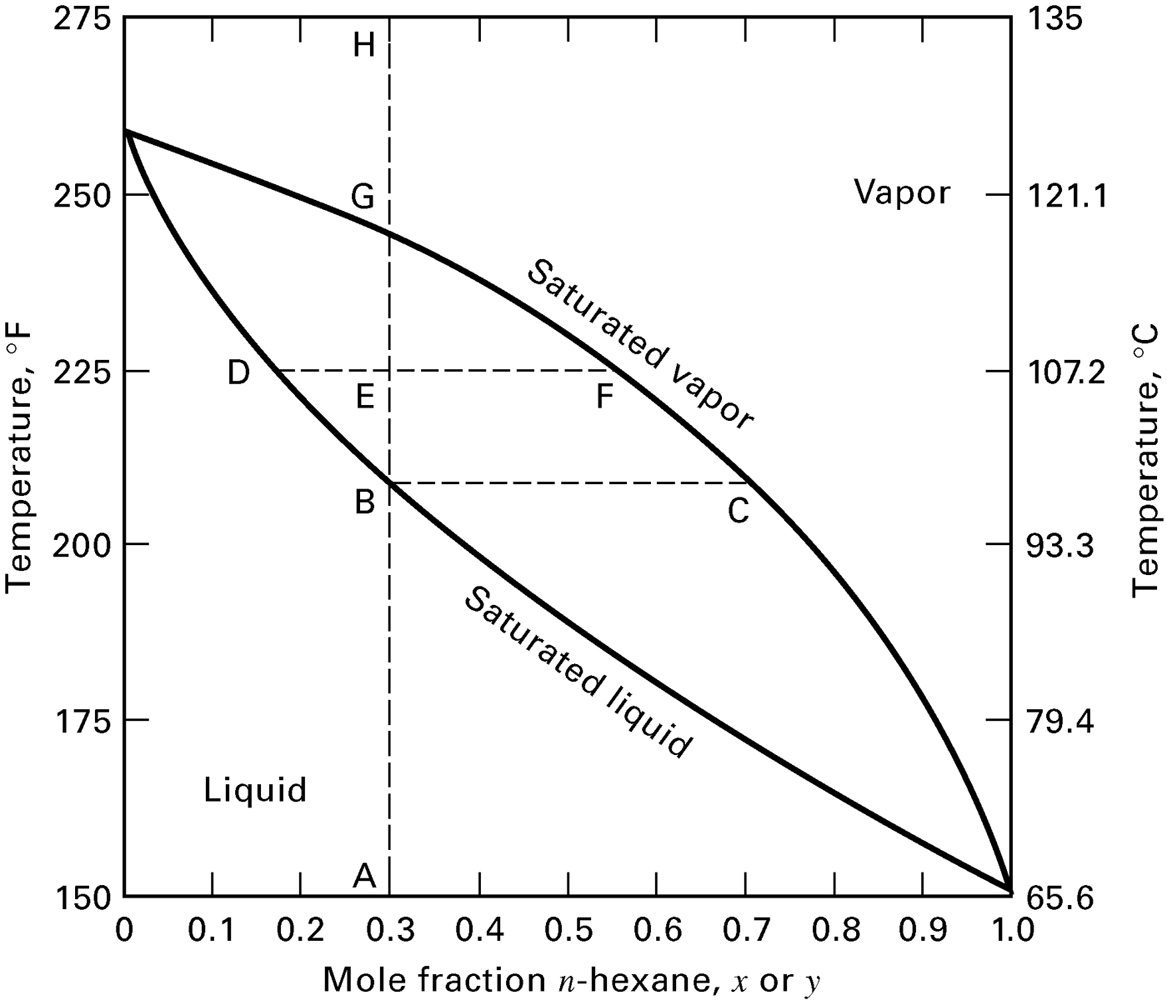 275
250
225
200
175
150
Temperature, °F
135
121.1
107.2
93.3
79.4
65.6
Temperature, °C
H
G
Vapor
Saturated vapor
D
E
F
B
C
Saturated liquid
Liquid
A
0 0.1 0.2 0.3 0.4 0.5 0.6 0.7 0.8 0.9 1.0
Mole fraction n-hexane, x or y